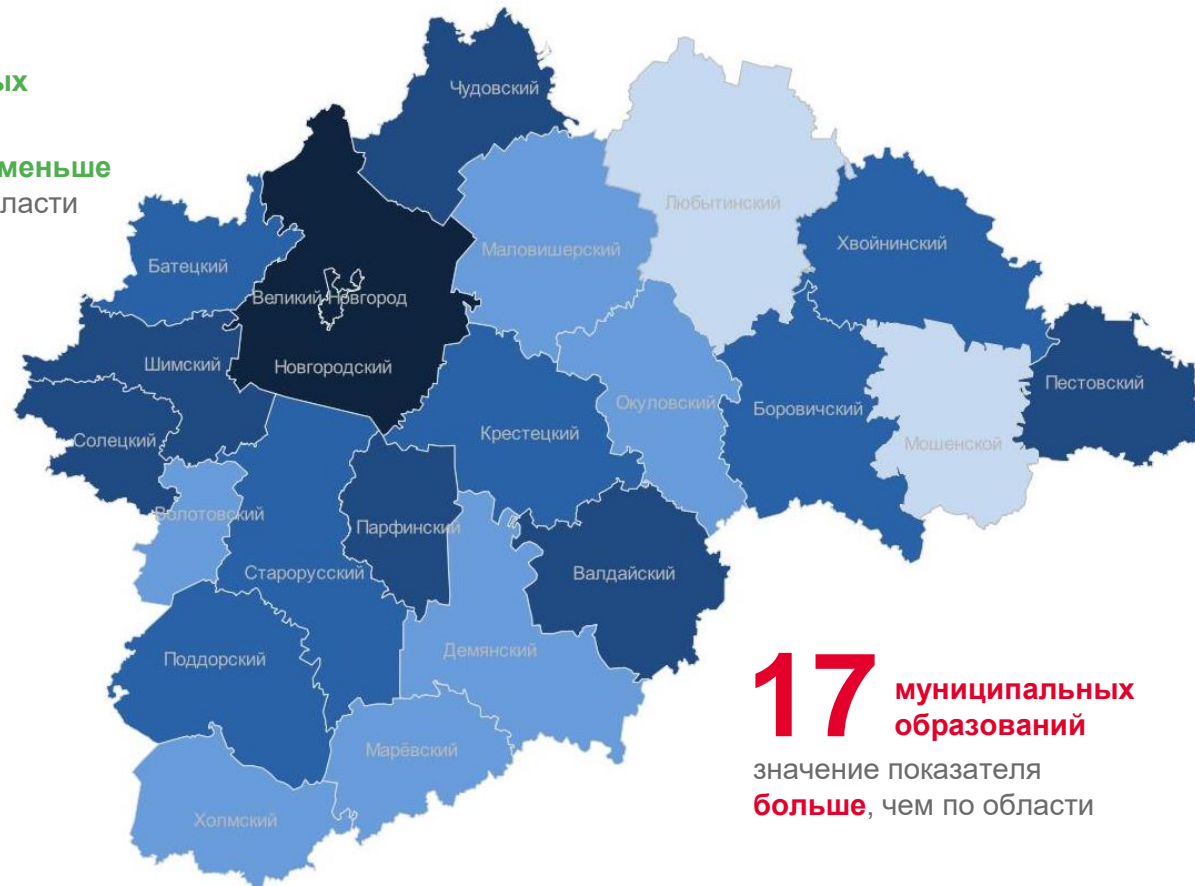 ых
меньше
ласти
Чудовский
Любытинский
Хвойнинский
Маловишерский
Батецкий
Великий Новгород
Шимский
Новгородский
Пестовский
Окуловский
Боровичский
Крестецкий
Солецкий
Мошенской
Волотовский
Парфинский
Старорусский
Валдайский
Демянский
Поддорский
Марёвский
Холмский
17 муниципальных
образований
значение показателя
больше, чем по области